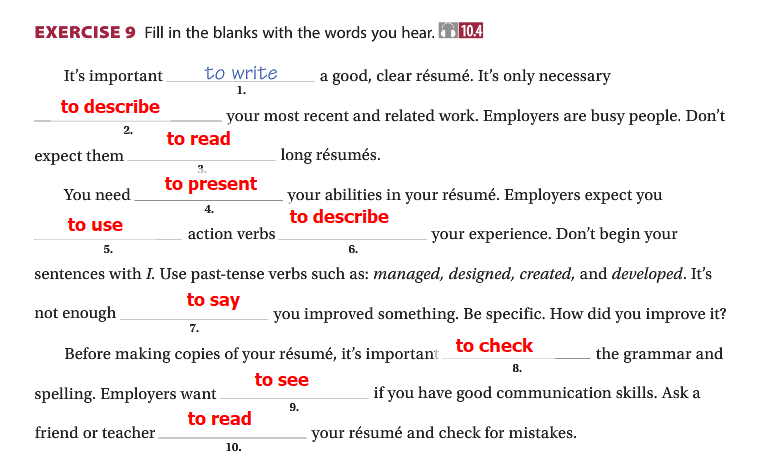 EXERCISE 9 Fill in the blanks with the words you hear. 10.4
It's important to write a good, clear résumé. It's only necessary
1.
to describe your most recent and related work. Employers are busy people. Don't
2.
expect them to read long résumés.
3.
You need to present your abilities in your résumé. Employers expect you
4.
to use action verbs to describe your experience. Don't begin your
5. 6.
sentences with I. Use past-tense verbs such as: managed, designed, created, and developed. It's
not enough to say you improved something. Be specific. How did you improve it?
7.
Before making copies of your résumé, it's important to check the grammar and
8.
spelling. Employers want to see if you have good communication skills. Ask a
9.
friend or teacher to read your résumé and check for mistakes.
10.